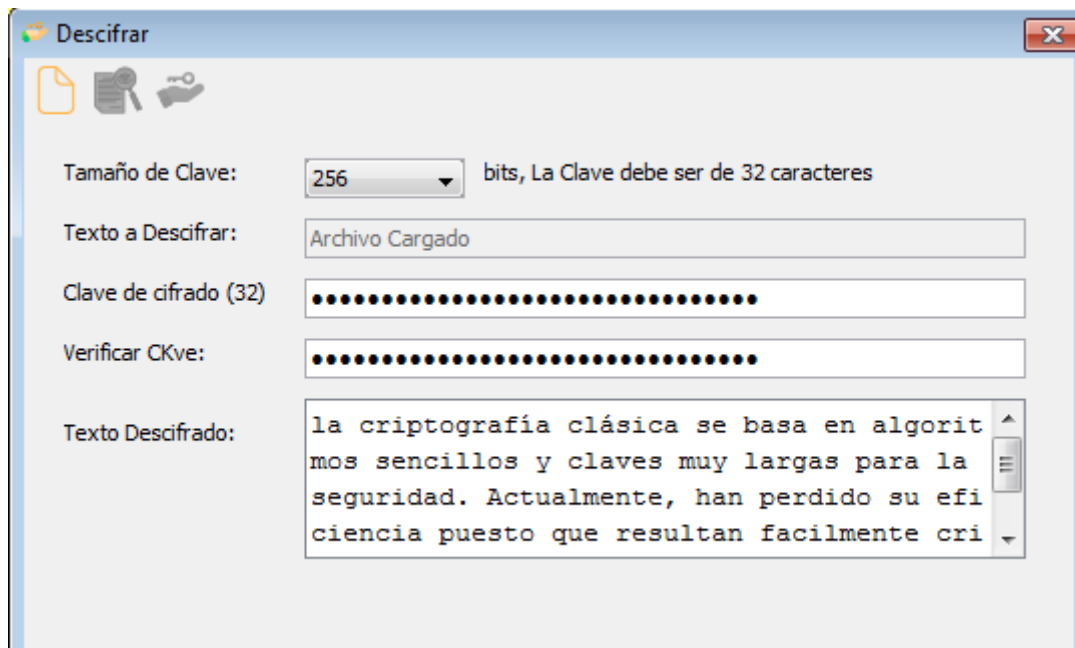 Descifrar
Tamaño de Clave:
256
bits, La Clave debe ser de 32 caracteres
Texto a Descifrar:
Archivo Cargado
Clave de cifrado (32)
Verificar CKve:
Texto Descifrado:
la criptografía clásica se basa en algorit
mos sencillos y claves muy largas para la
seguridad. Actualmente, han perdido su efi
ciencia puesto que resultan facilmente cri